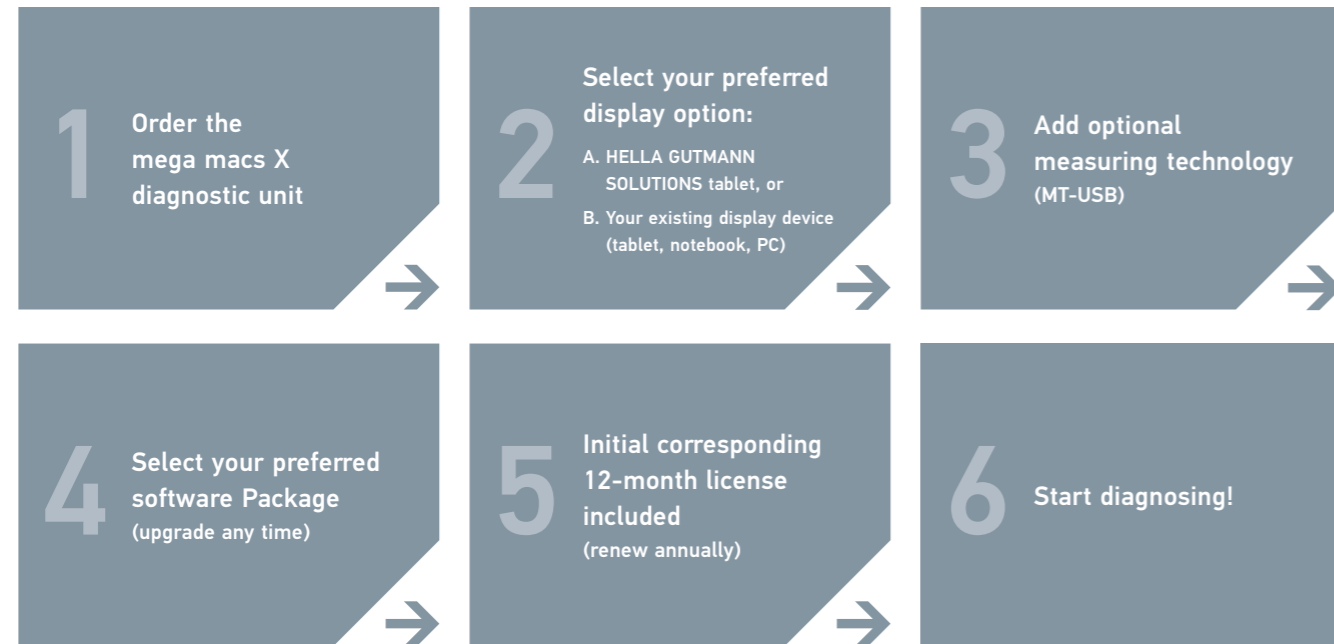 1
Order the
mega macs X
diagnostic unit
2
Select your preferred
display option:
A. HELLA GUTMANN
SOLUTIONS tablet, or
B. Your existing display device
(tablet, notebook, PC)
3
Add optional
measuring technology
(MT-USB)
4
Select your preferred
software Package
(upgrade any time)
5
Initial corresponding
12-month license
included
(renew annually)
6
Start diagnosing!